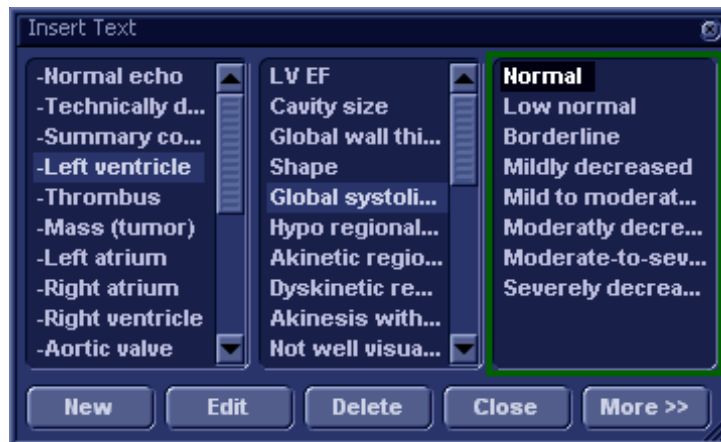 Insert Text
-Normal echo
-Technically d...
-Summary co...
-Left ventricle
-Thrombus
-Mass (tumor)
-Left atrium
-Right atrium
-Right ventricle
-Aortic valve
LV EF
Cavity size
Global wall thi...
Shape
Global systoli...
Hypo regional...
Akinetic regio...
Dyskinetic re...
Akinesis with...
Not well visua...
Normal
Low normal
Borderline
Mildly decreased
Mild to moderat...
Moderatly decre...
Moderate-to-sev...
Severely decrea...
New
Edit
Delete
Close
More >>